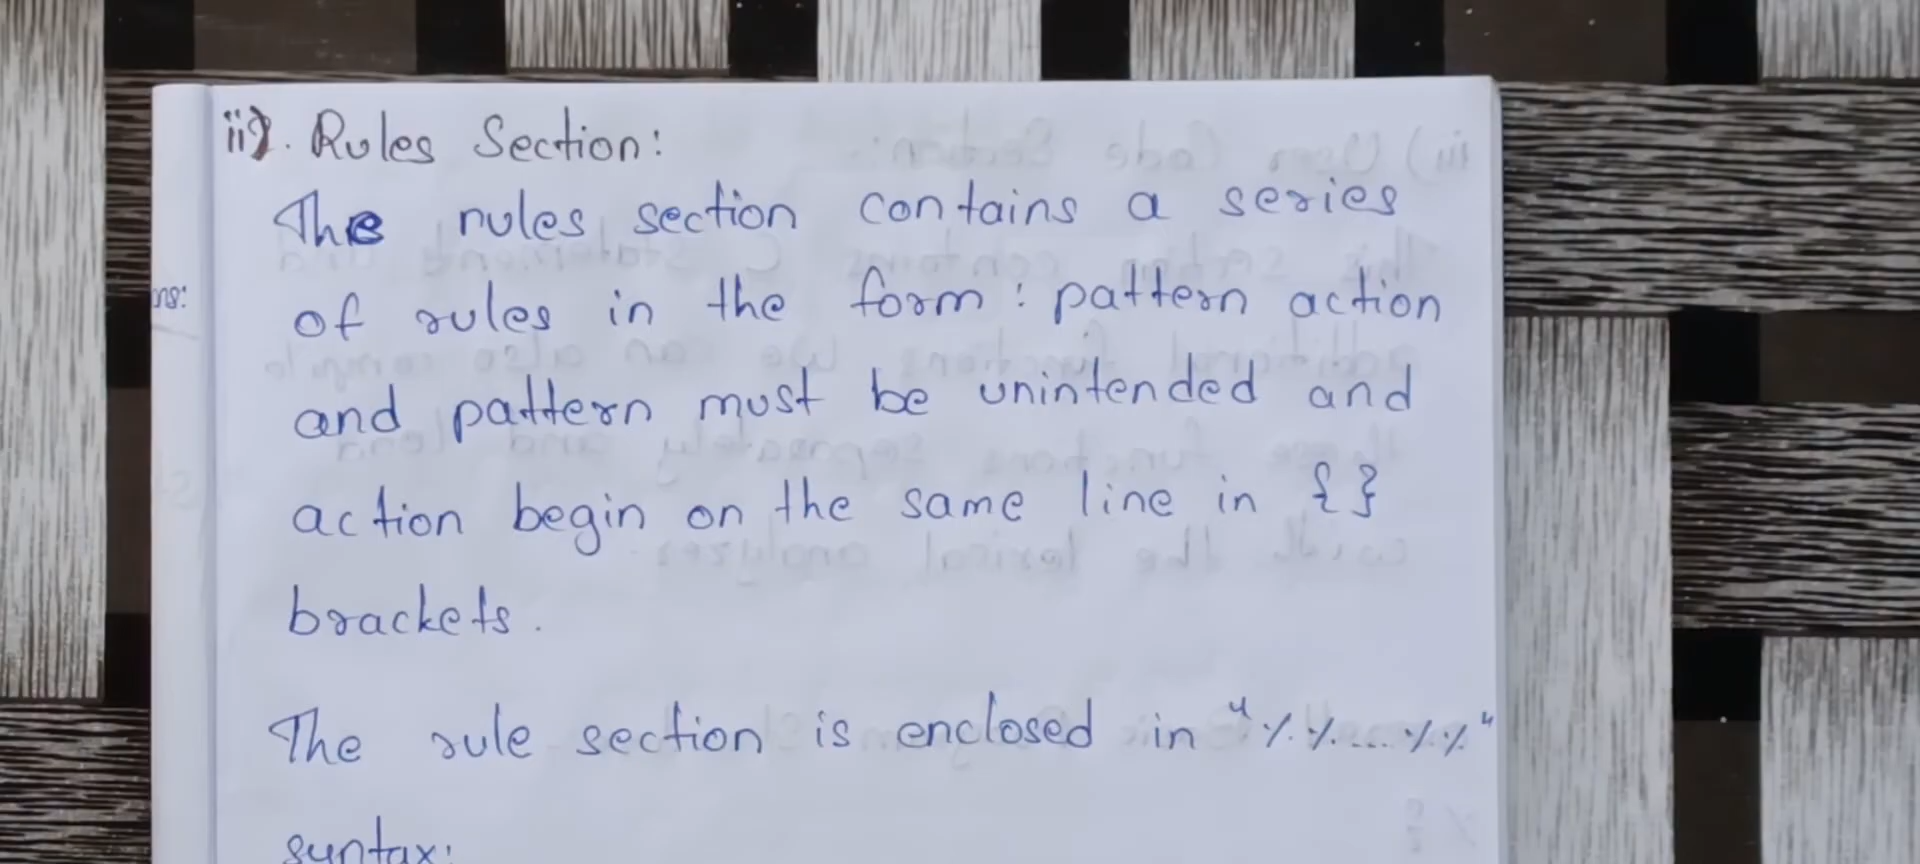 ii). Rules Section:
The rules section contains a series
of rules in the form: pattern action
and pattern must be unintended and
action begin on the same line in {}
brackets.
ns:
The rule section is enclosed in "%%...%%"
syntax: